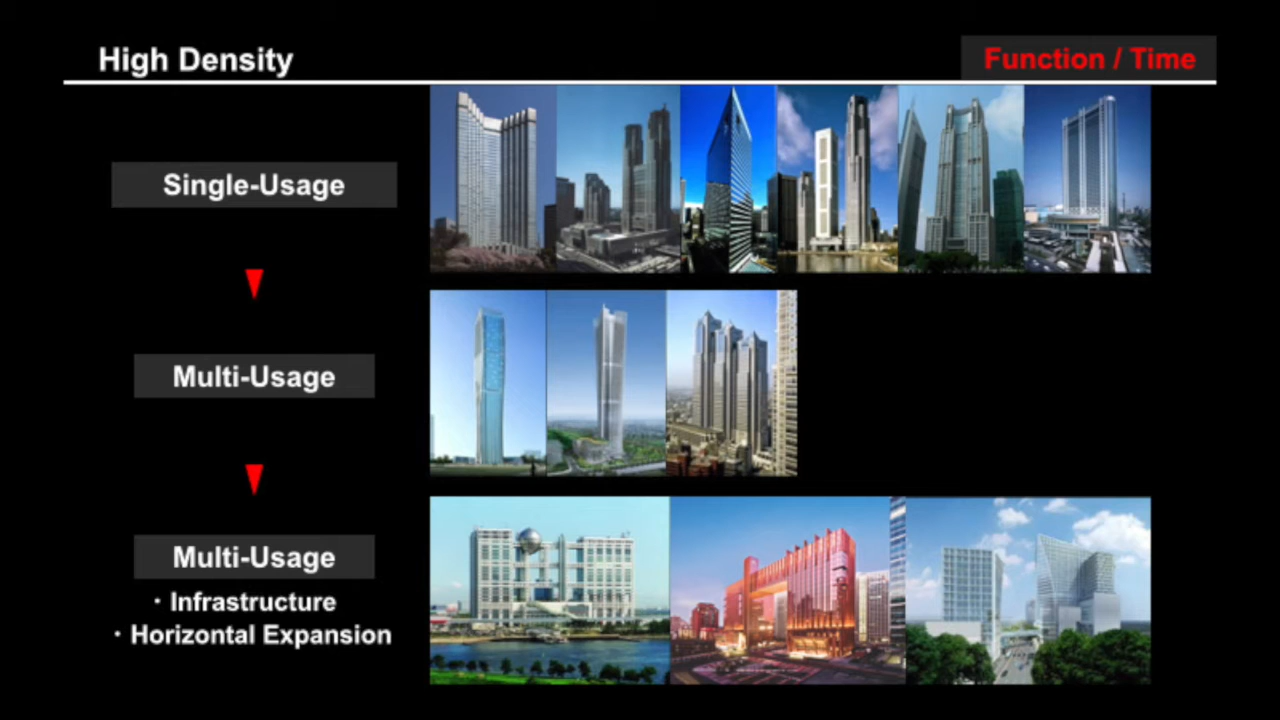 High Density
Function / Time
Single-Usage
Multi-Usage
Multi-Usage
・Infrastructure
・Horizontal Expansion